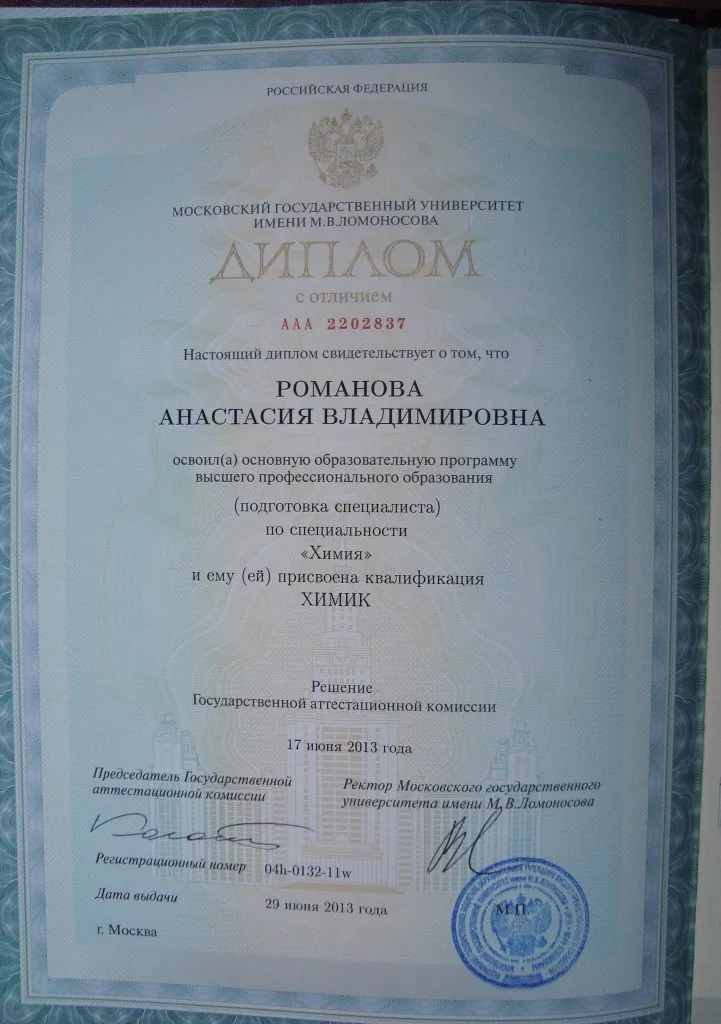 РОССИЙСКАЯ ФЕДЕРАЦИЯ
МОСКОВСКИЙ ГОСУДАРСТВЕННЫЙ УНИВЕРСИТЕТ
ИМЕНИ М.В.ЛОМОНОСОВА
ДИПЛОМ
С ОТЛИЧИЕМ
ААА 2202837
Настоящий диплом свидетельствует о том, что
РОМАНОВА
АНАСТАСИЯ ВЛАДИМИРОВНА
освоил(а) основную образовательную программу
высшего профессионального образования
(подготовка специалиста)
по специальности
«Химия»
и ему (ей) присвоена квалификация
ХИМИК
Решение
Государственной аттестационной комиссии
17 июня 2013 года
Председатель Государственной
аттестационной комиссии
Ректор Московского государственного
университета имени М.В.Ломоносова
Регистрационный номер 04h-0132-11w
Дата выдачи 29 июня 2013 года
М.П.
г. Москва